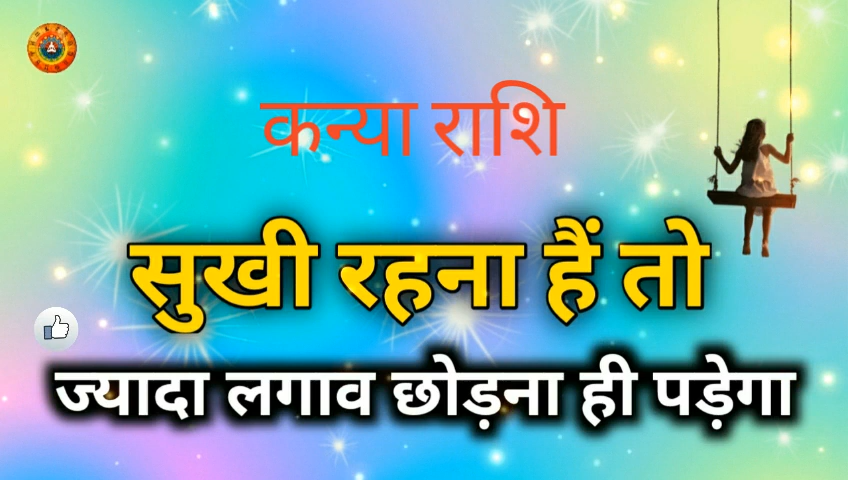 कन्या राशि
सुखी रहना हैं तो
ज्यादा लगाव छोड़ना ही पड़ेगा